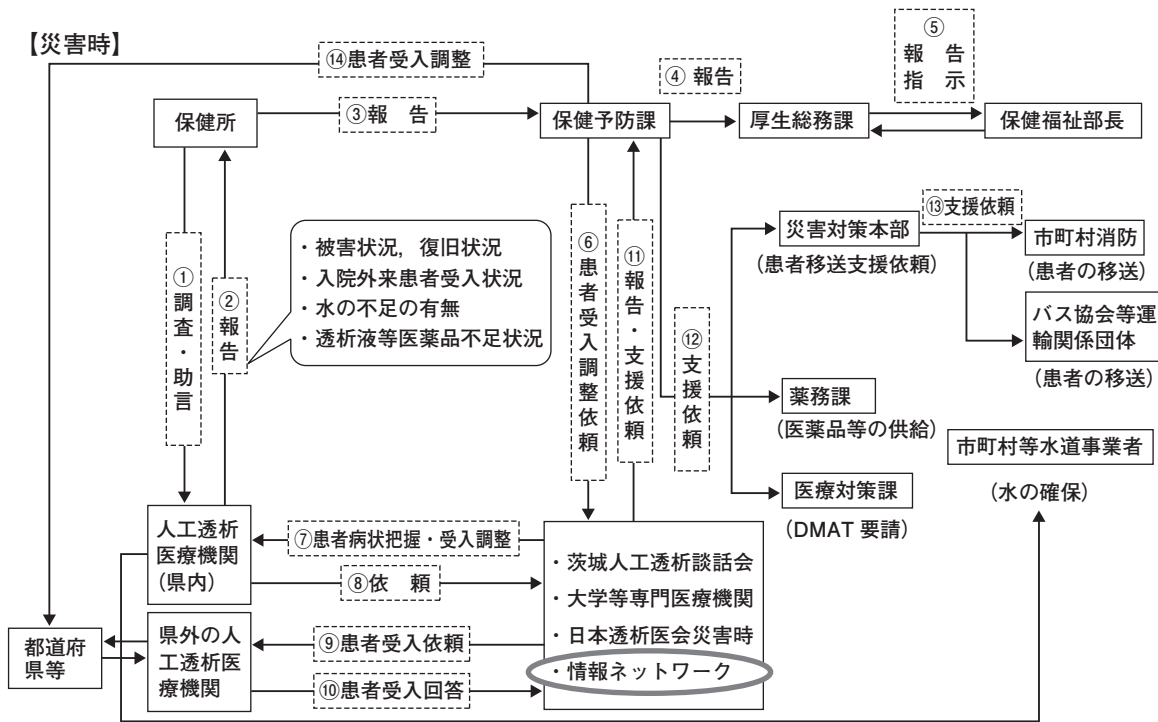 【災害時】
⑭患者受入調整
⑤
報　告
指　示
④ 報告
保健所
③報　告
保健予防課
厚生総務課
保健福祉部長
①調査・助言
②報告
・被害状況，復旧状況
・入院外来患者受入状況
・水の不足の有無
・透析液等医薬品不足状況
⑥患者受入調整依頼
⑪報告・支援依頼
⑫支援依頼
災害対策本部
(患者移送支援依頼)
⑬支援依頼
市町村消防
(患者の移送)
バス協会等運
輸関係団体
(患者の移送)
薬務課
(医薬品等の供給)
市町村等水道事業者
(水の確保)
医療対策課
(DMAT 要請)
人工透析
医療機関
(県内)
⑦患者病状把握・受入調整
⑧依　頼
・茨城人工透析談話会
・大学等専門医療機関
・日本透析医会災害時
・情報ネットワーク
都道府
県等
県外の人
工透析医
療機関
⑨患者受入依頼
⑩患者受入回答